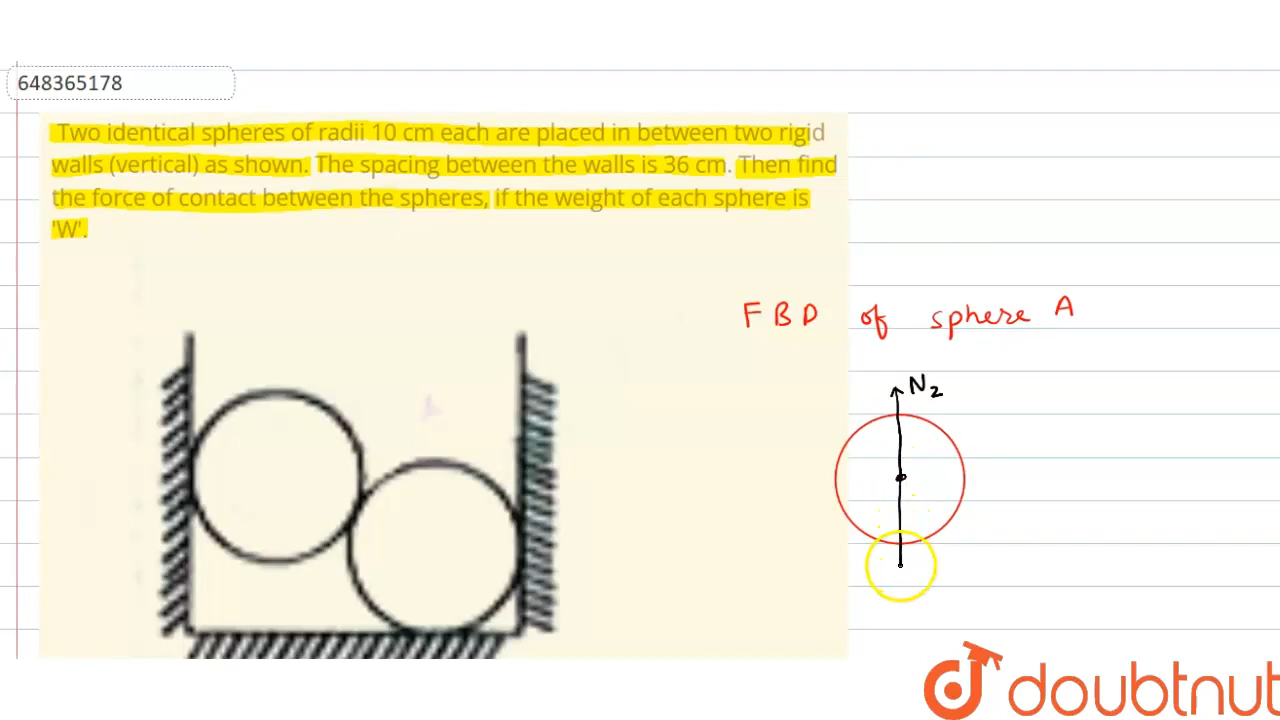 648365178
Two identical spheres of radii 10 cm each are placed in between two rigid
walls (vertical) as shown. The spacing between the walls is 36 cm. Then find
the force of contact between the spheres, if the weight of each sphere is
'W'.
FBD of sphere A
N2
doubtnut